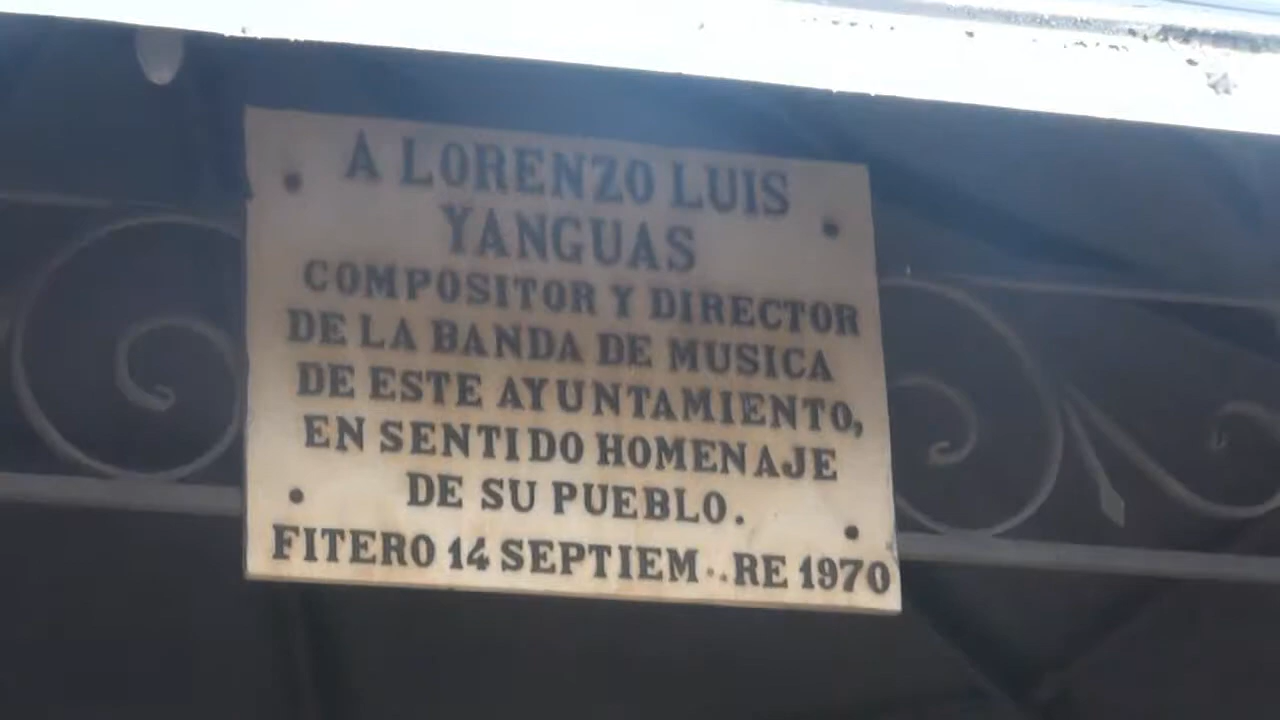 A LORENZO LUIS
YANGUAS
COMPOSITOR Y DIRECTOR
DE LA BANDA DE MUSICA
DE ESTE AYUNTAMIENTO,
EN SENTIDO HOMENAJE
DE SU PUEBLO.
FITERO 14 SEPTIEM..RE 1970